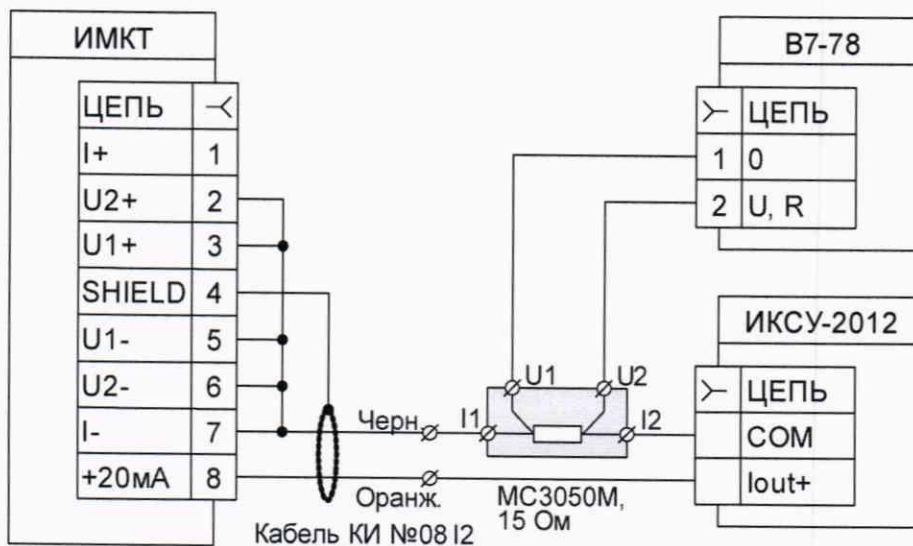 ИМКТ
ЦЕПЬ
I+ 1
U2+ 2
U1+ 3
SHIELD 4
U1- 5
U2- 6
I- 7
+20мА 8
Черн.
Оранж.
Кабель КИ №08 I2
I1
U1
U2
I2
МС3050М,
15 Ом
В7-78
ЦЕПЬ
1 0
2 U, R
ИКСУ-2012
ЦЕПЬ
COM
Iout+